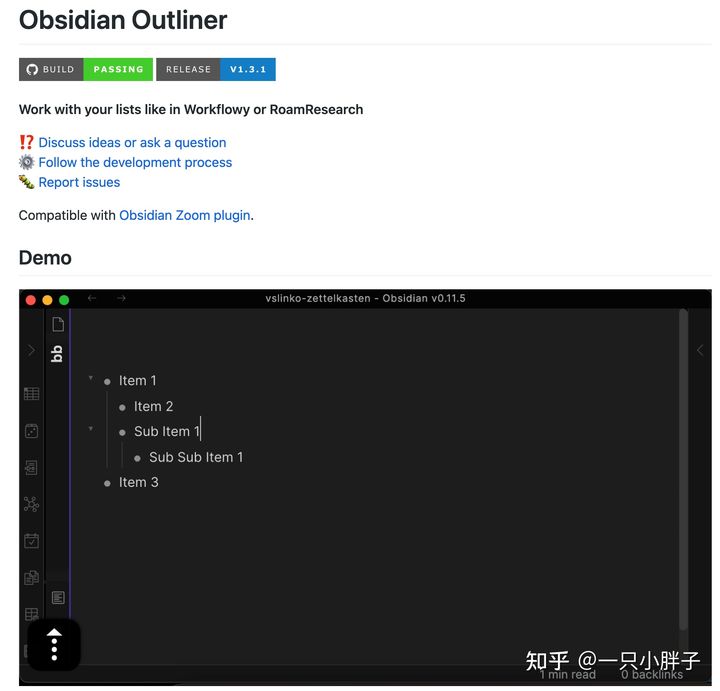 Obsidian Outliner
BUILD PASSING RELEASE V1.3.1
Work with your lists like in Workflowy or RoamResearch
⁉️ Discuss ideas or ask a question
⚙️ Follow the development process
🐛 Report issues
Compatible with Obsidian Zoom plugin.
Demo
vslinko-zettelkasten - Obsidian v0.11.5
bb
Item 1
Item 2
Sub Item 1
Sub Sub Item 1
Item 3
知乎 @一只小胖子
1 min read 0 backlinks